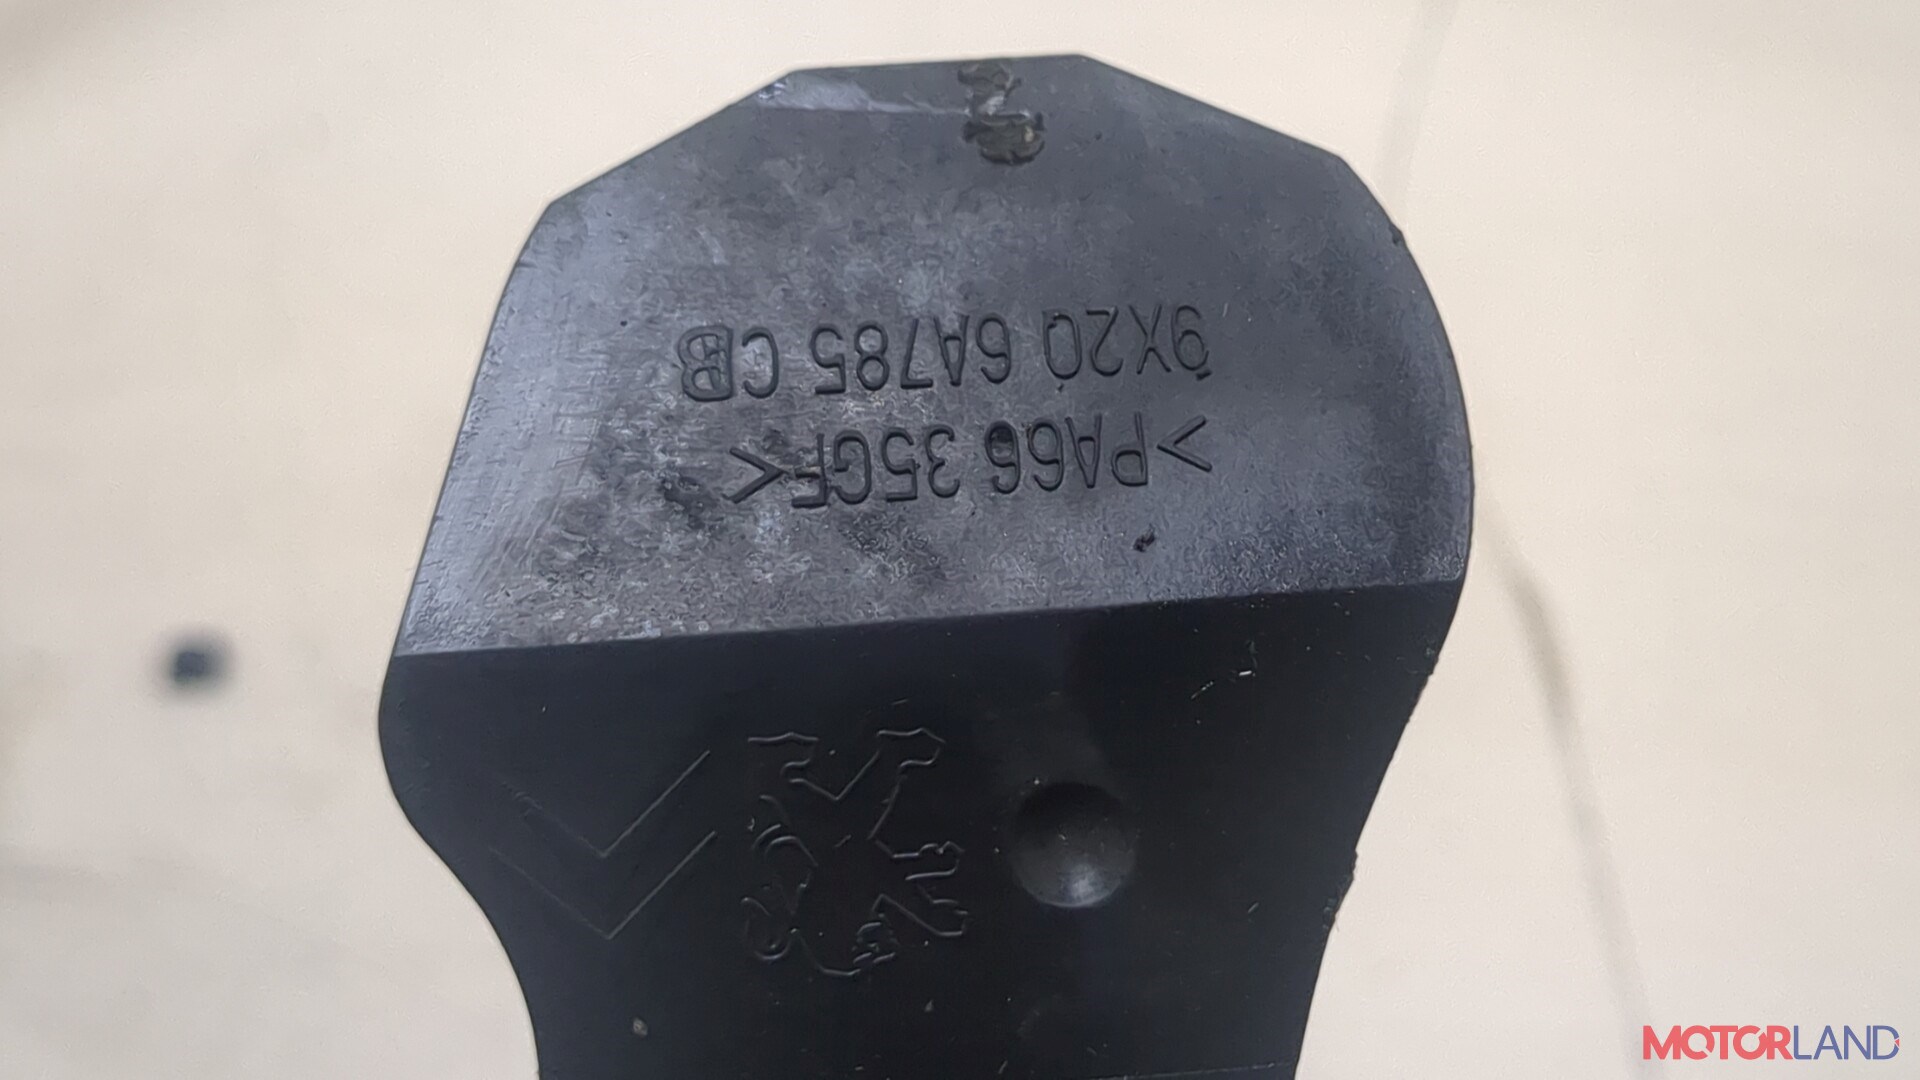 >PA66 35GF<
9X2Q 6A785 CB
MOTORLAND